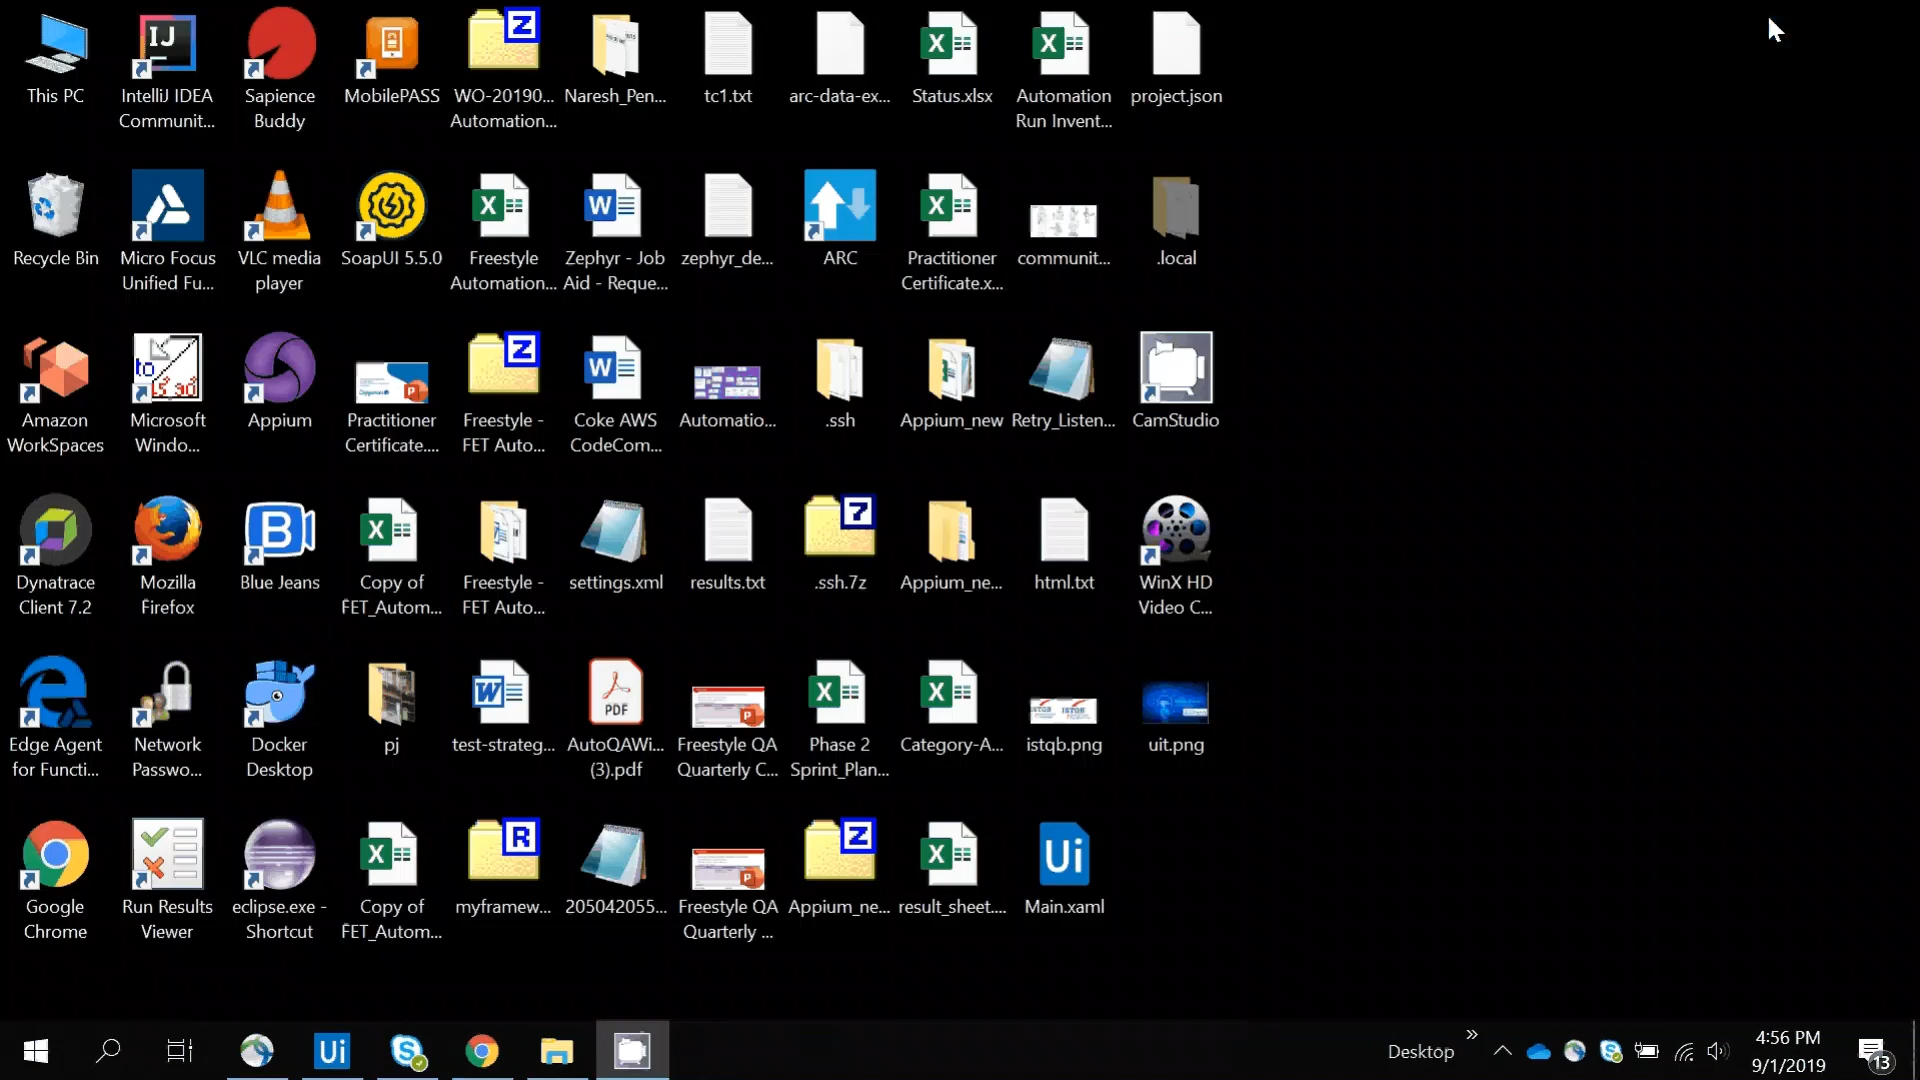 This PC
IntelliJ IDEA
Communit...
Sapience
Buddy
MobilePASS
WO-20190...
Automation...
Naresh_Pen...
tc1.txt
arc-data-ex...
Status.xlsx
Automation
Run Invent...
project.json
Recycle Bin
Micro Focus
Unified Fu...
VLC media
player
SoapUI 5.5.0
Freestyle
Automation...
Zephyr - Job
Aid - Reque...
zephyr_de...
ARC
Practitioner
Certificate.x...
communit...
.local
Amazon
WorkSpaces
Microsoft
Windo...
Appium
Practitioner
Certificate....
Freestyle -
FET Auto...
Coke AWS
CodeCom...
Automatio...
.ssh
Appium_new
Retry_Listen...
CamStudio
Dynatrace
Client 7.2
Mozilla
Firefox
Blue Jeans
Copy of
FET_Autom...
Freestyle -
FET Auto...
settings.xml
results.txt
.ssh.7z
Appium_ne...
html.txt
WinX HD
Video C...
Edge Agent
for Functi...
Network
Passwo...
Docker
Desktop
pj
test-strateg...
PDF
AutoQAWi...
(3).pdf
Freestyle QA
Quarterly C...
Phase 2
Sprint_Plan...
Category-A...
istqb.png
uit.png
Google
Chrome
Run Results
Viewer
eclipse.exe -
Shortcut
Copy of
FET_Autom...
myframew...
205042055...
Freestyle QA
Quarterly ...
Appium_ne...
result_sheet....
Ui
Main.xaml
Ui
Desktop
4:56 PM
9/1/2019
13